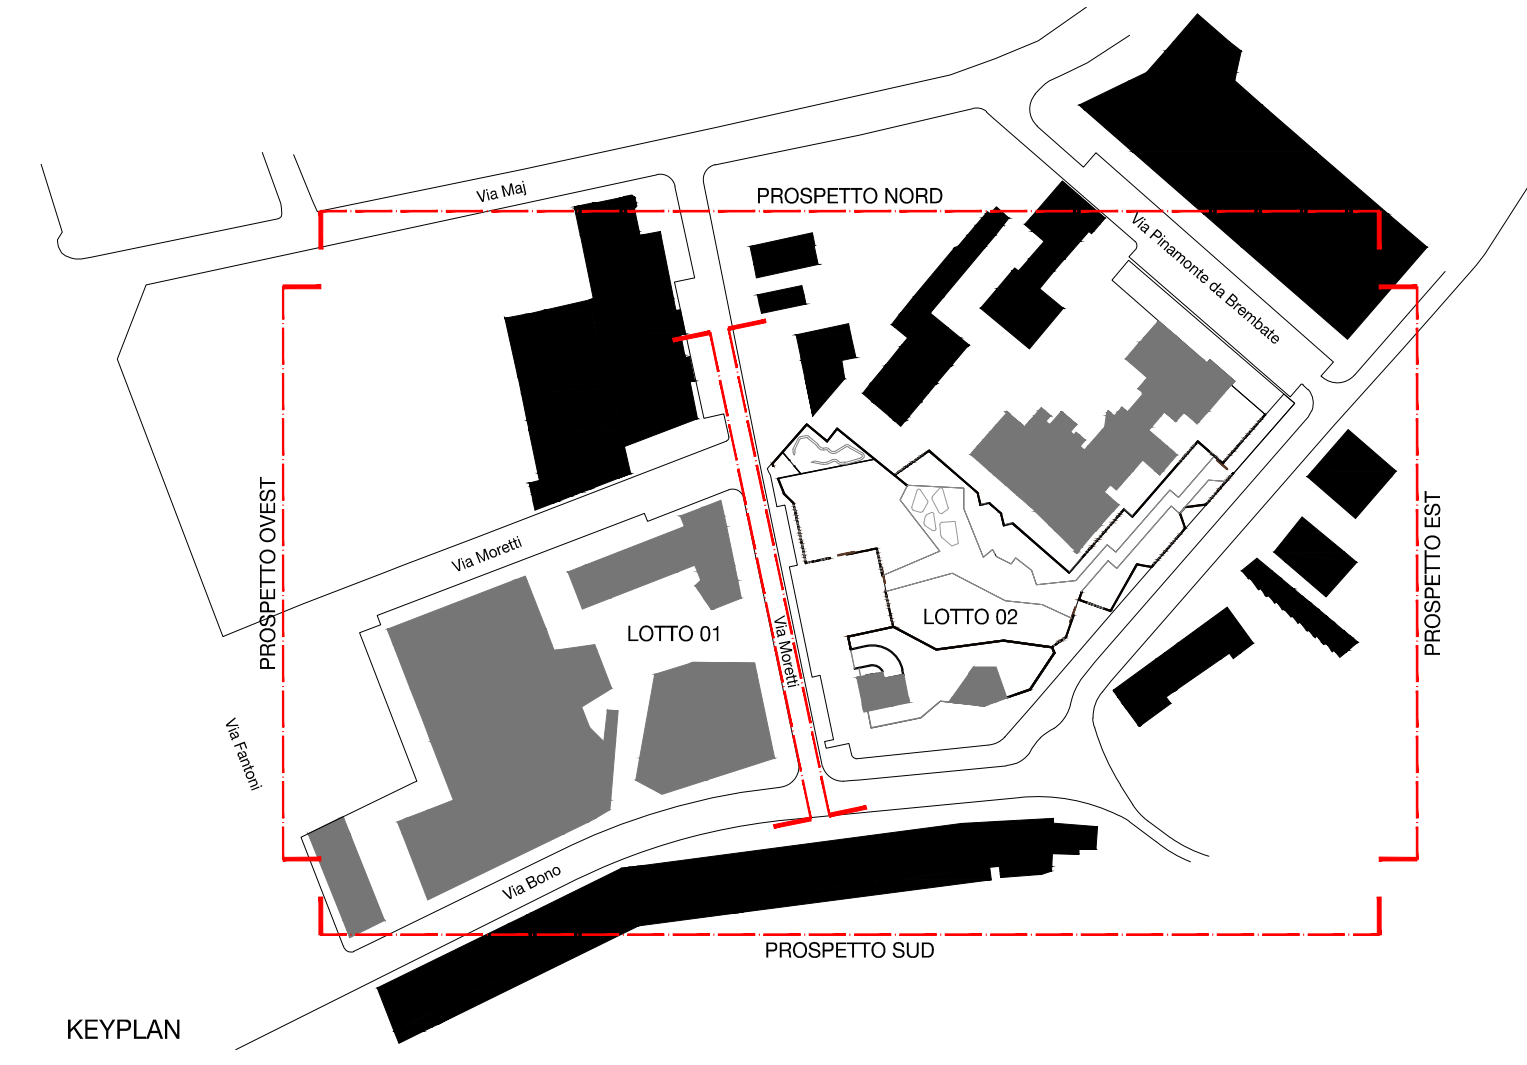 Via Maj
PROSPETTO NORD
Via Pinamonte da Brembate
PROSPETTO OVEST
PROSPETTO EST
Via Moretti
LOTTO 01
Via Moretti
LOTTO 02
Via Fantoni
Via Bono
PROSPETTO SUD
KEYPLAN